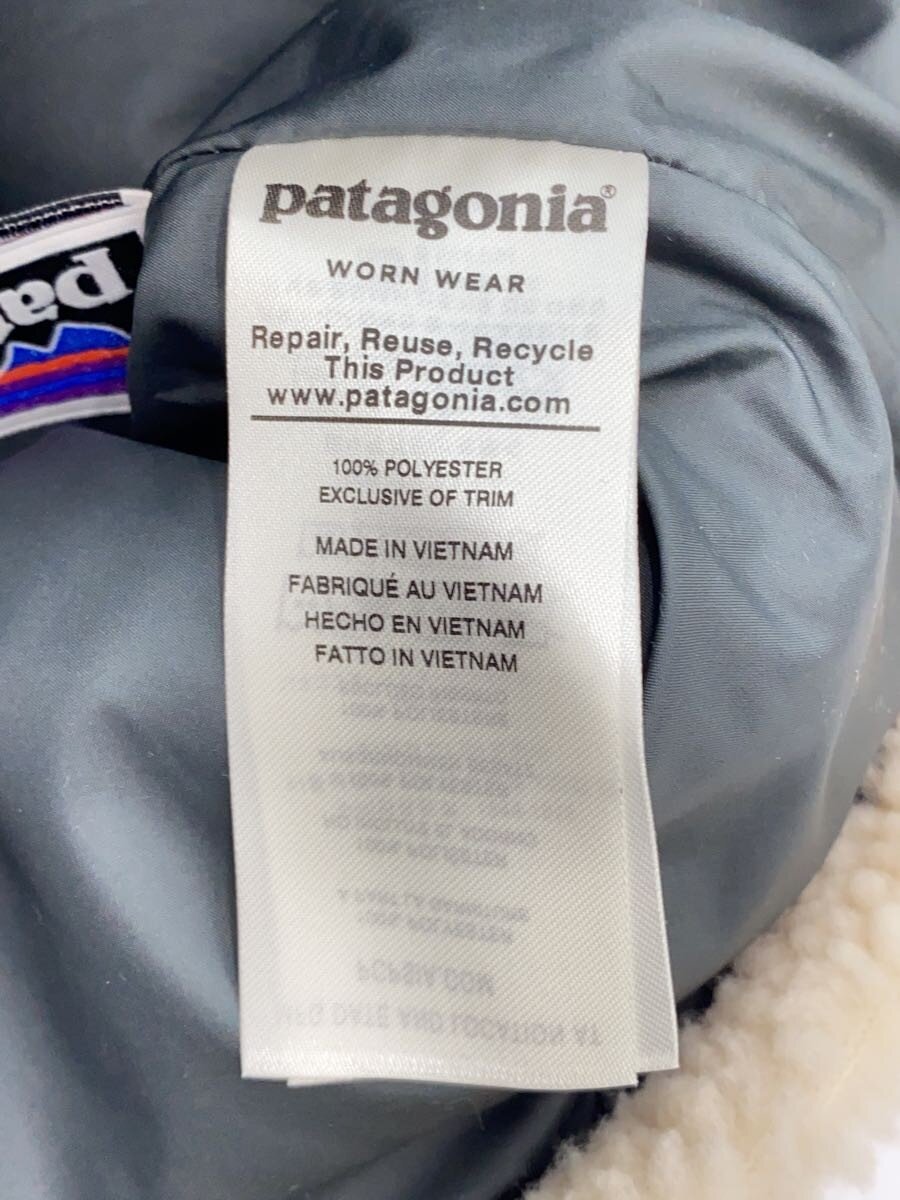 patagonia®
WORN WEAR
Repair, Reuse, Recycle
This Product
www.patagonia.com
100% POLYESTER
EXCLUSIVE OF TRIM
MADE IN VIETNAM
FABRIQUÉ AU VIETNAM
HECHO EN VIETNAM
FATTO IN VIETNAM
pa